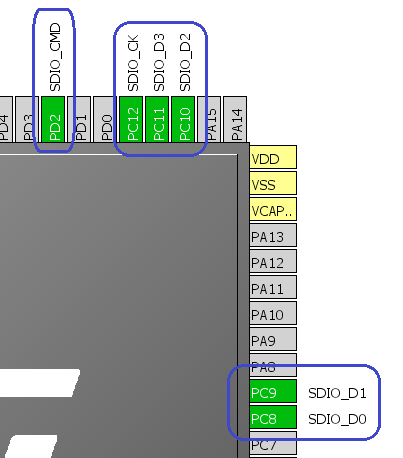 SDIO_CMD
SDIO_CK
SDIO_D3
SDIO_D2
PD4
PD3
PD2
PD1
PD0
PC12
PC11
PC10
PA15
PA14
VDD
VSS
VCAP..
PA13
PA12
PA11
PA10
PA9
PA8
PC9 SDIO_D1
PC8 SDIO_D0
PC7